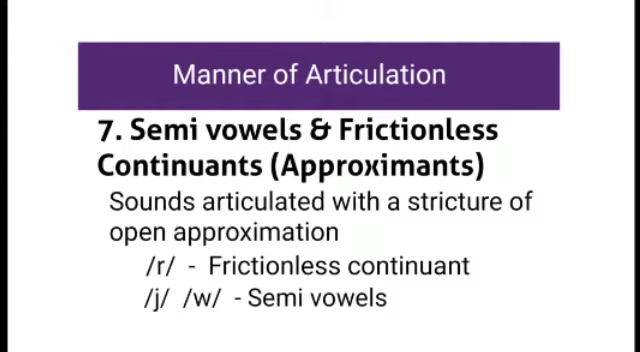 Manner of Articulation
7. Semi vowels & Frictionless
Continuants (Approximants)
Sounds articulated with a stricture of
open approximation
/r/ - Frictionless continuant
/j/ /w/ - Semi vowels